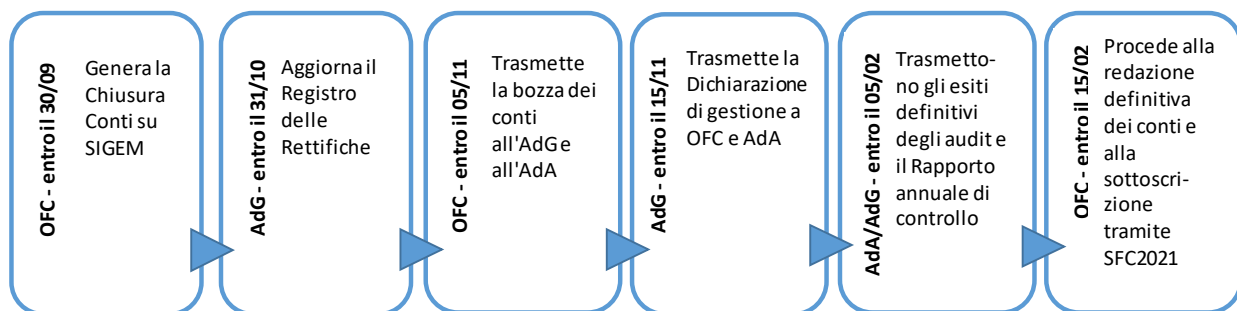 OFC - entro il 30/09
Genera la
Chiusura
Conti su
SIGEM
AdG - entro il 31/10
Aggiorna il
Registro
delle
Rettifiche
OFC - entro il 05/11
Trasmette
la bozza dei
conti
all'AdG e
all'AdA
AdG - entro il 15/11
Trasmette la
Dichiarazione
di gestione a
OFC e AdA
AdA/AdG - entro il 05/02
Trasmetto-
no gli esiti
definitivi
degli audit e
il Rapporto
annuale di
controllo
OFC - entro il 15/02
Procede alla
redazione
definitiva
dei conti e
alla
sottoscri-
zione
tramite
SFC2021